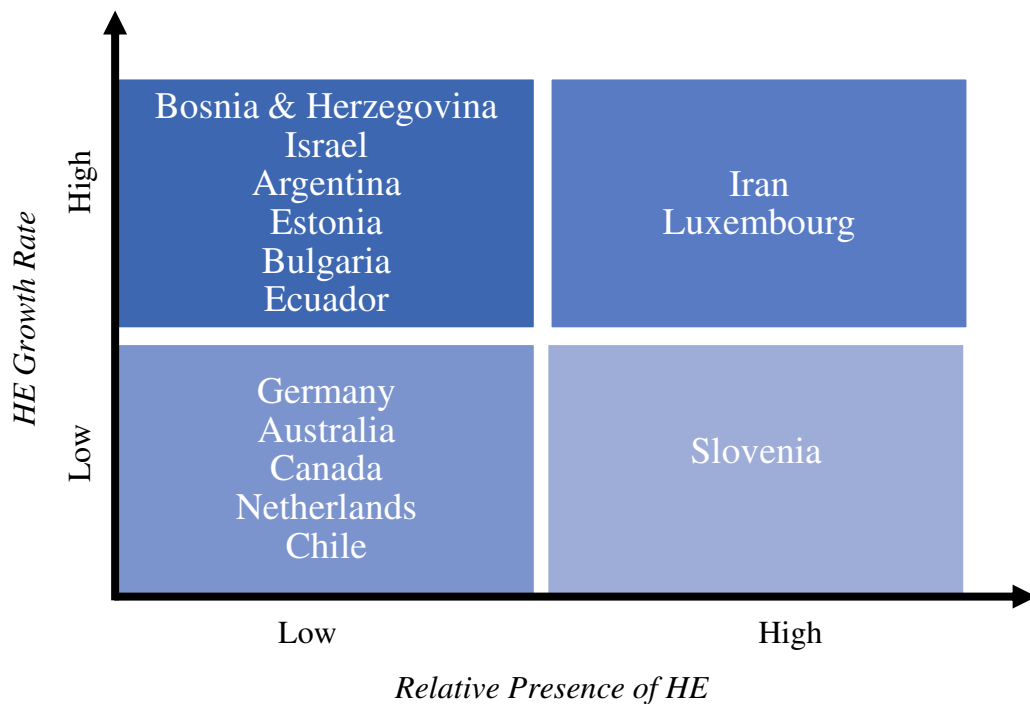 HE Growth Rate
High
Low
Bosnia & Herzegovina
Israel
Argentina
Estonia
Bulgaria
Ecuador
Iran
Luxembourg
Germany
Australia
Canada
Netherlands
Chile
Slovenia
Low
High
Relative Presence of HE